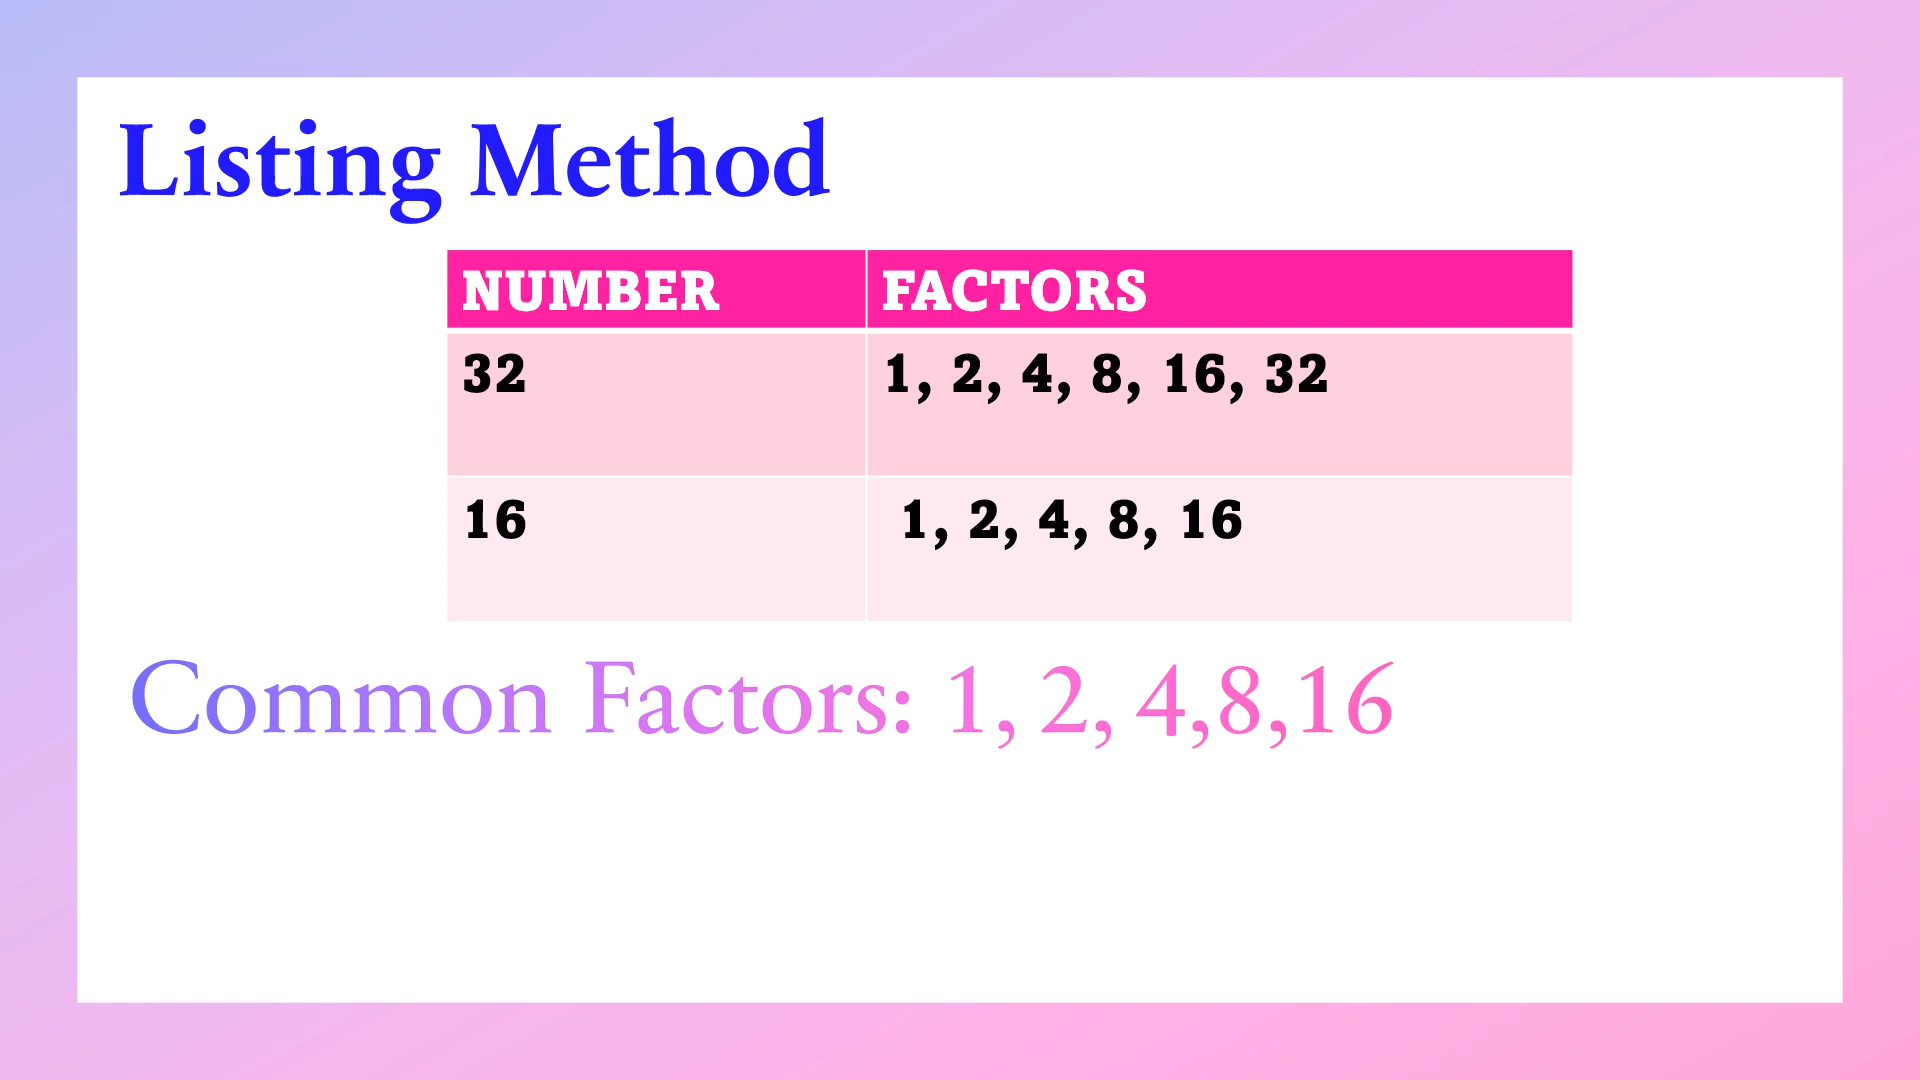 Listing Method
NUMBER FACTORS
32 1, 2, 4, 8, 16, 32
16 1, 2, 4, 8, 16
Common Factors: 1, 2, 4,8,16